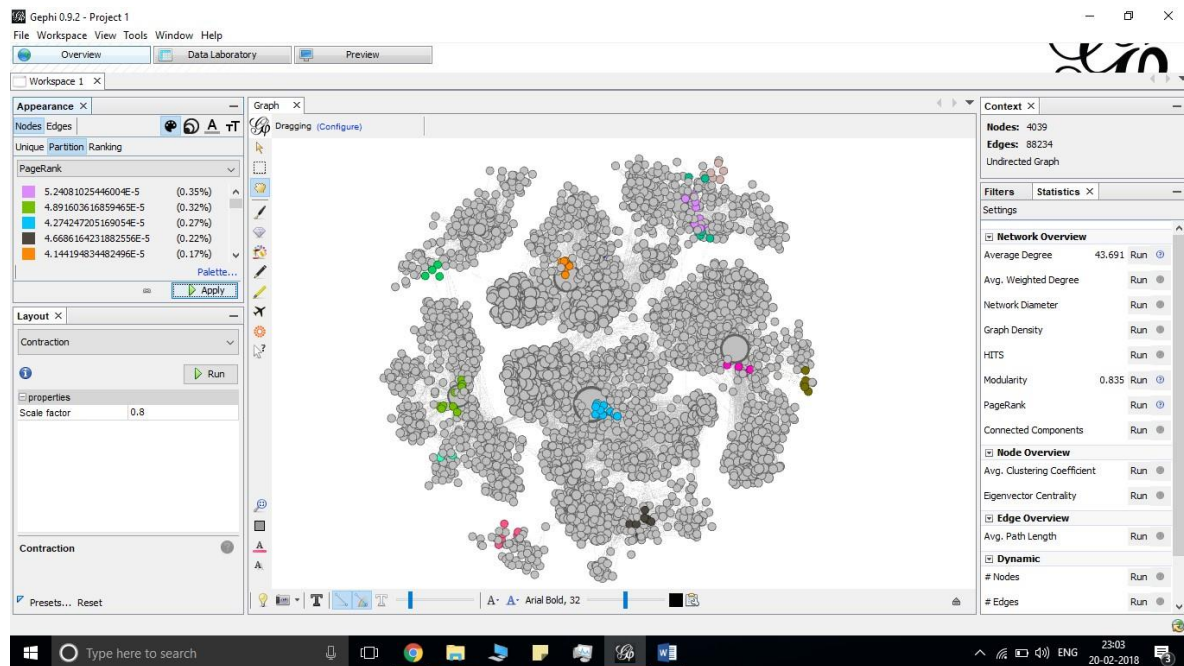 Gephi 0.9.2 - Project 1
File Workspace View Tools Window Help
Overview Data Laboratory Preview
Workspace 1
Appearance
Nodes Edges
Unique Partition Ranking
PageRank
5.24081025446004E-5 (0.35%)
4.891603616859465E-5 (0.32%)
4.274247205169054E-5 (0.27%)
4.6686164231882556E-5 (0.22%)
4.144194834482496E-5 (0.17%)
Palette...
Apply
Layout
Contraction
Run
properties
Scale factor 0.8
Contraction
Presets... Reset
Graph
Dragging (Configure)
A- A- Arial Bold, 32
Context
Nodes: 4039
Edges: 88234
Undirected Graph
Filters Statistics
Settings
Network Overview
Average Degree 43.691 Run
Avg. Weighted Degree Run
Network Diameter Run
Graph Density Run
HITS Run
Modularity 0.835 Run
PageRank Run
Connected Components Run
Node Overview
Avg. Clustering Coefficient Run
Eigenvector Centrality Run
Edge Overview
Avg. Path Length Run
Dynamic
# Nodes Run
# Edges Run
Type here to search
ENG
23:03
20-02-2018
3